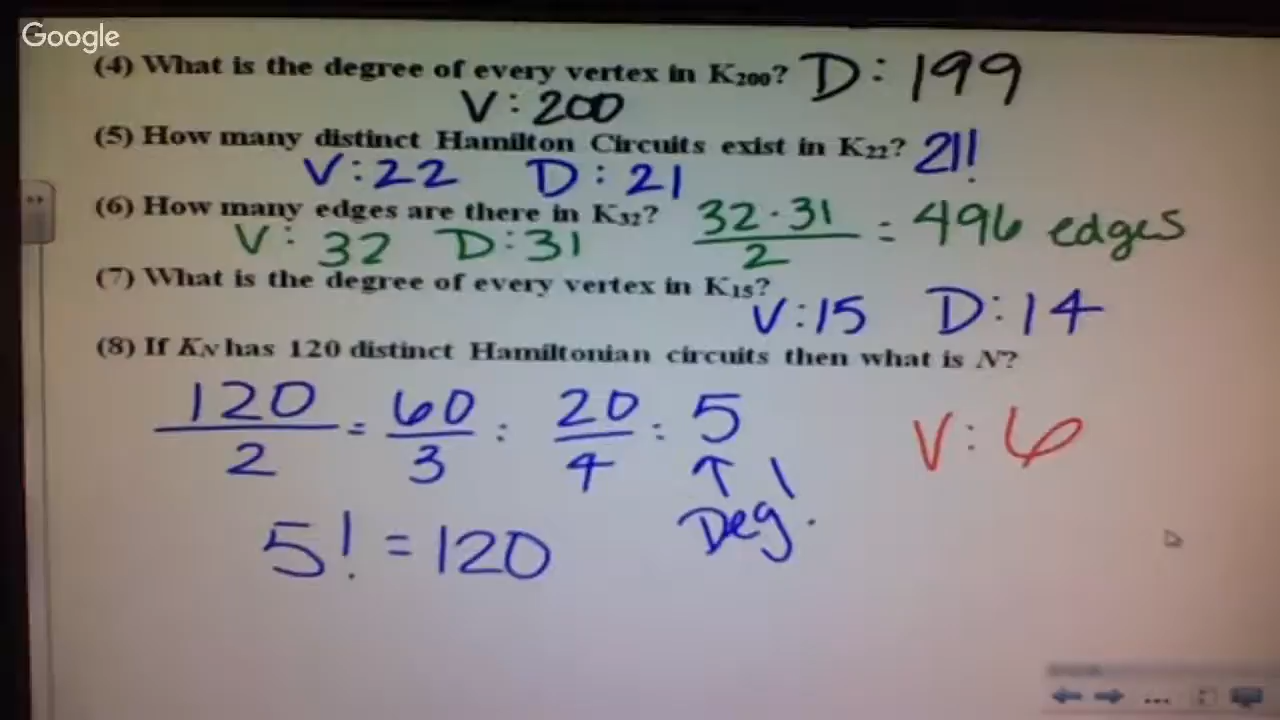 Google
(4) What is the degree of every vertex in K₂₀₀? D: 199
V: 200
(5) How many distinct Hamilton Circuits exist in K₂₂? 21!
V: 22 D: 21
(6) How many edges are there in K₃₂? 32·31/2 = 496 edges
V: 32 D: 31
(7) What is the degree of every vertex in K₁₅?
V: 15 D: 14
(8) If K_N has 120 distinct Hamiltonian circuits then what is N?
120/2 = 60/3 : 20/4 : 5
V: 6
↑ \
Deg.
5! = 120
...